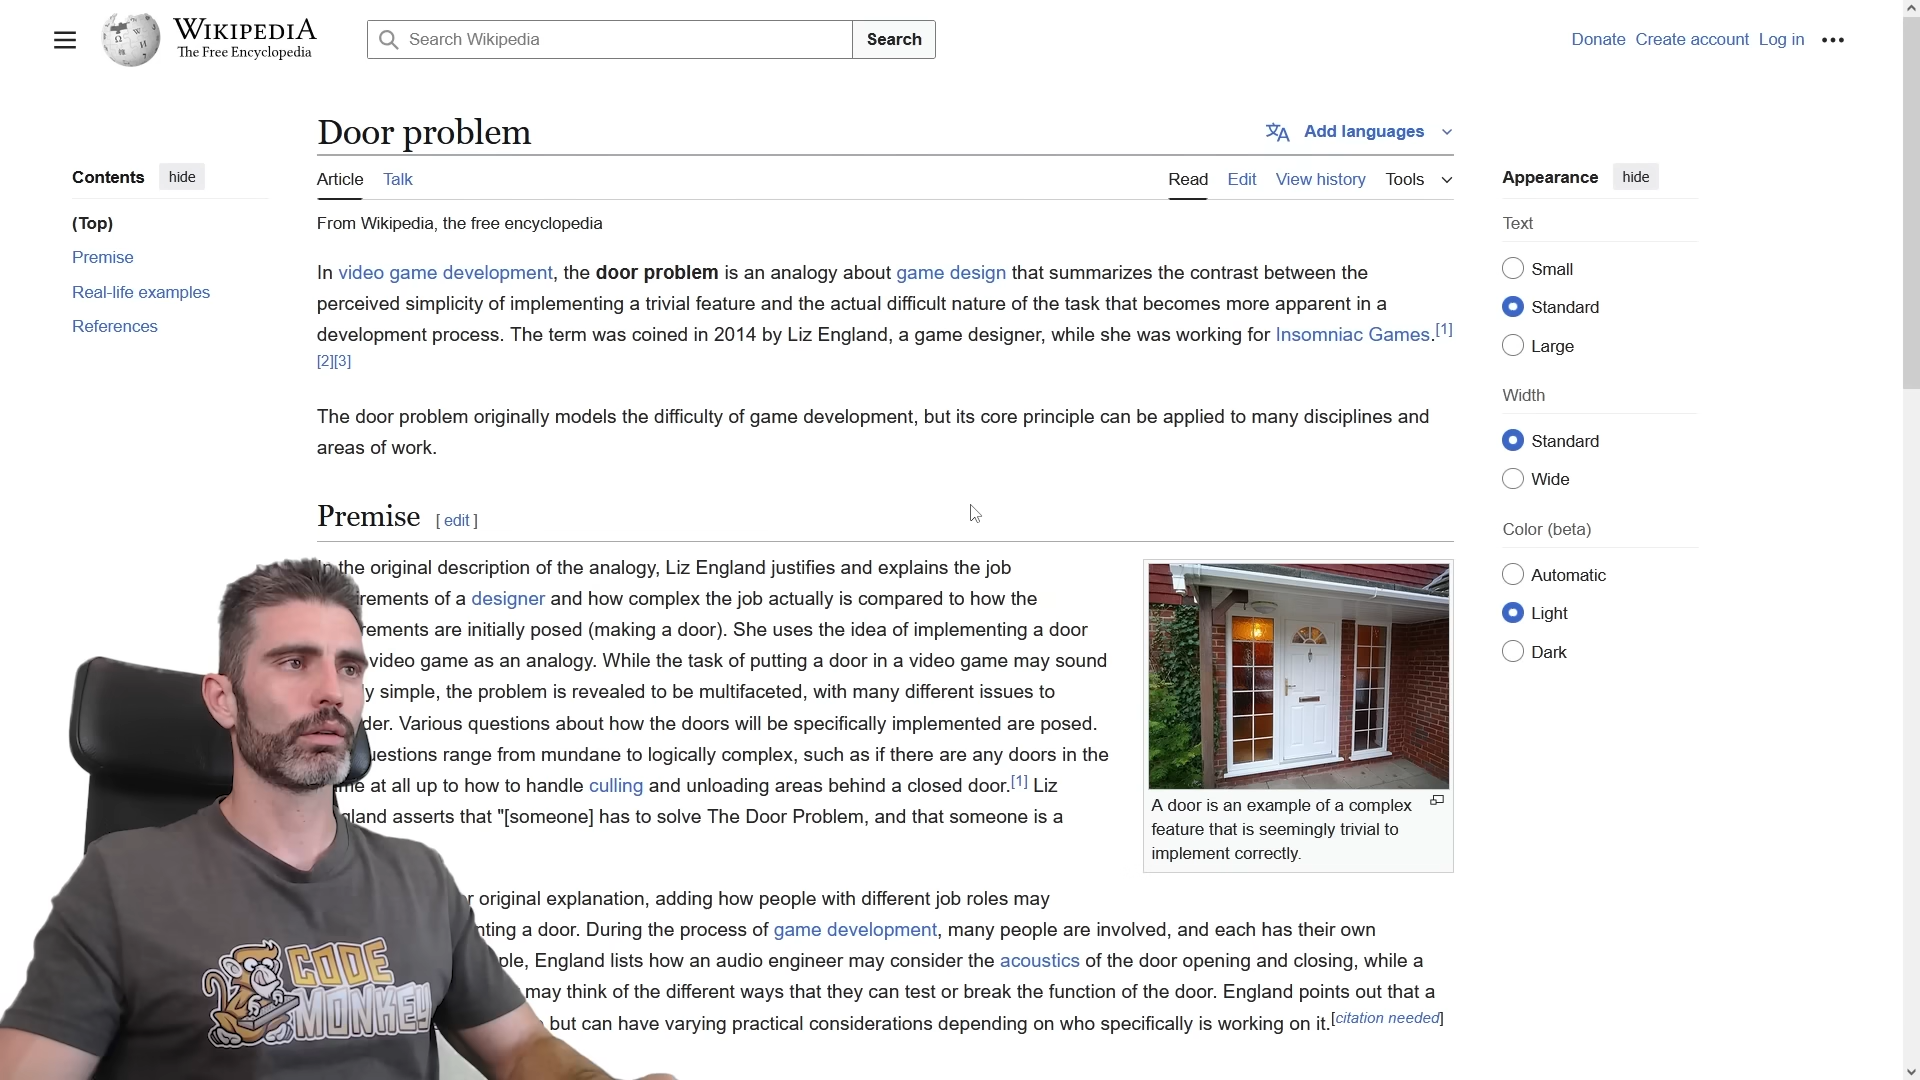 WIKIPEDIA
The Free Encyclopedia
Search Wikipedia
Search
Donate Create account Log in
Door problem
Add languages
Contents hide
Article Talk
Read Edit View history Tools
Appearance hide
(Top)
From Wikipedia, the free encyclopedia
Text
Premise
Real-life examples
References
In video game development, the door problem is an analogy about game design that summarizes the contrast between the
perceived simplicity of implementing a trivial feature and the actual difficult nature of the task that becomes more apparent in a
development process. The term was coined in 2014 by Liz England, a game designer, while she was working for Insomniac Games.[1]
[2][3]
The door problem originally models the difficulty of game development, but its core principle can be applied to many disciplines and
areas of work.
Small
Standard
Large
Width
Standard
Wide
Color (beta)
Automatic
Light
Dark
Premise [ edit ]
the original description of the analogy, Liz England justifies and explains the job
of a designer and how complex the job actually is compared to how the
are initially posed (making a door). She uses the idea of implementing a door
video game as an analogy. While the task of putting a door in a video game may sound
simple, the problem is revealed to be multifaceted, with many different issues to
Various questions about how the doors will be specifically implemented are posed.
range from mundane to logically complex, such as if there are any doors in the
at all up to how to handle culling and unloading areas behind a closed door.[1] Liz
asserts that "[someone] has to solve The Door Problem, and that someone is a
A door is an example of a complex
feature that is seemingly trivial to
implement correctly.
original explanation, adding how people with different job roles may
a door. During the process of game development, many people are involved, and each has their own
England lists how an audio engineer may consider the acoustics of the door opening and closing, while a
may think of the different ways that they can test or break the function of the door. England points out that a
but can have varying practical considerations depending on who specifically is working on it.[citation needed]
CODE
MONKEY